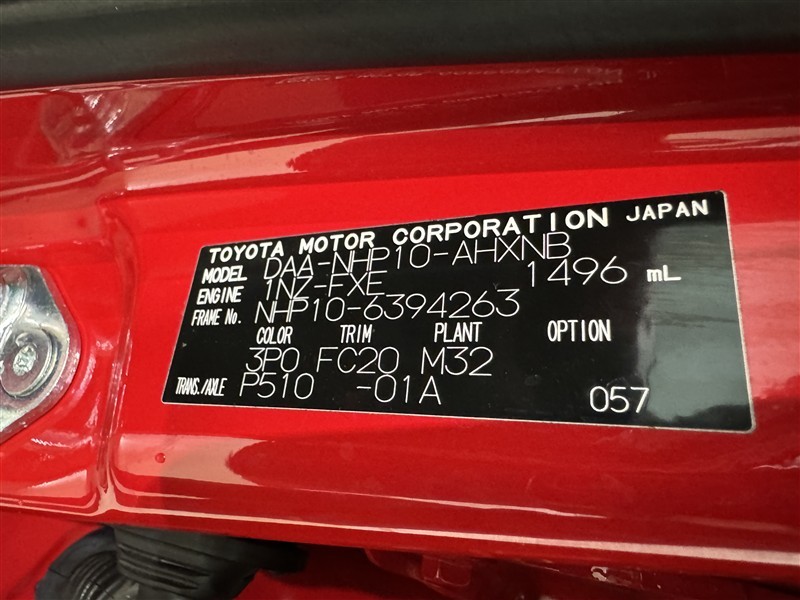 TOYOTA MOTOR CORPORATION JAPAN
MODEL DAA-NHP10-AHXNB
ENGINE 1NZ-FXE 1496 mL
FRAME No. NHP10-6394263
COLOR TRIM PLANT OPTION
3P0 FC20 M32
TRANS./AXLE P510 -01A 057